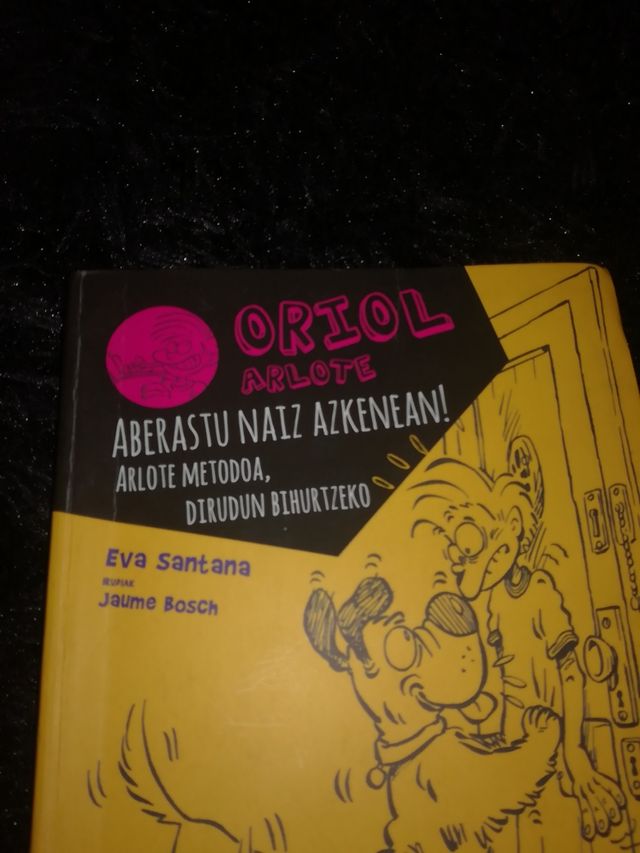 ORIOL
ARLOTE
ABERASTU NAIZ AZKENEAN!
ARLOTE METODOA,
DIRUDUN BIHURTZEKO
Eva Santana
IRUDIAK
Jaume Bosch